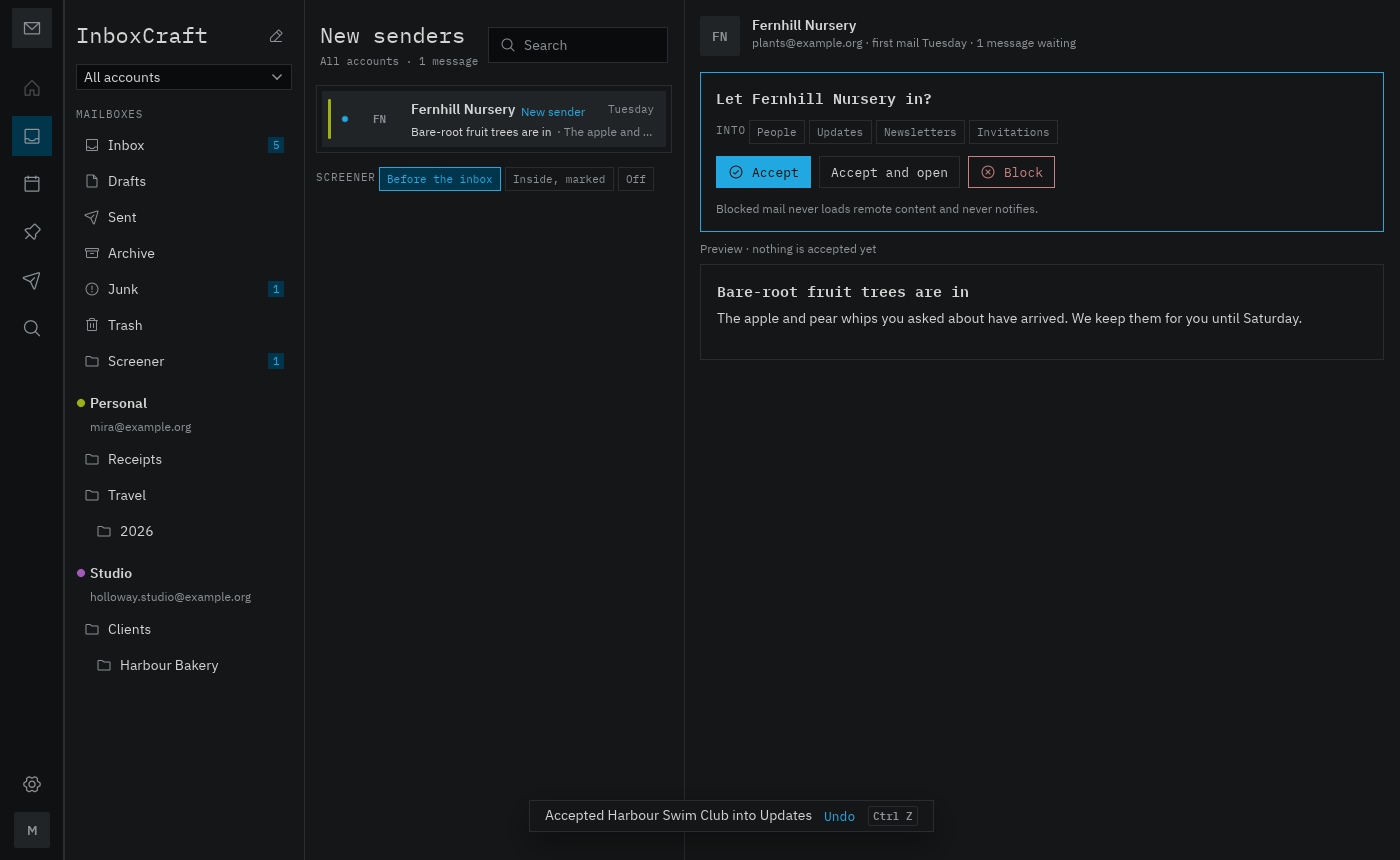 InboxCraft
All accounts
MAILBOXES
Inbox 5
Drafts
Sent
Archive
Junk 1
Trash
Screener 1
Personal
mira@example.org
Receipts
Travel
2026
Studio
holloway.studio@example.org
Clients
Harbour Bakery
M
New senders
All accounts · 1 message
Search
FN
Fernhill Nursery New sender Tuesday
Bare-root fruit trees are in · The apple and …
SCREENER Before the inbox Inside, marked Off
FN
Fernhill Nursery
plants@example.org · first mail Tuesday · 1 message waiting
Let Fernhill Nursery in?
INTO People Updates Newsletters Invitations
Accept Accept and open Block
Blocked mail never loads remote content and never notifies.
Preview · nothing is accepted yet
Bare-root fruit trees are in
The apple and pear whips you asked about have arrived. We keep them for you until Saturday.
Accepted Harbour Swim Club into Updates Undo Ctrl Z